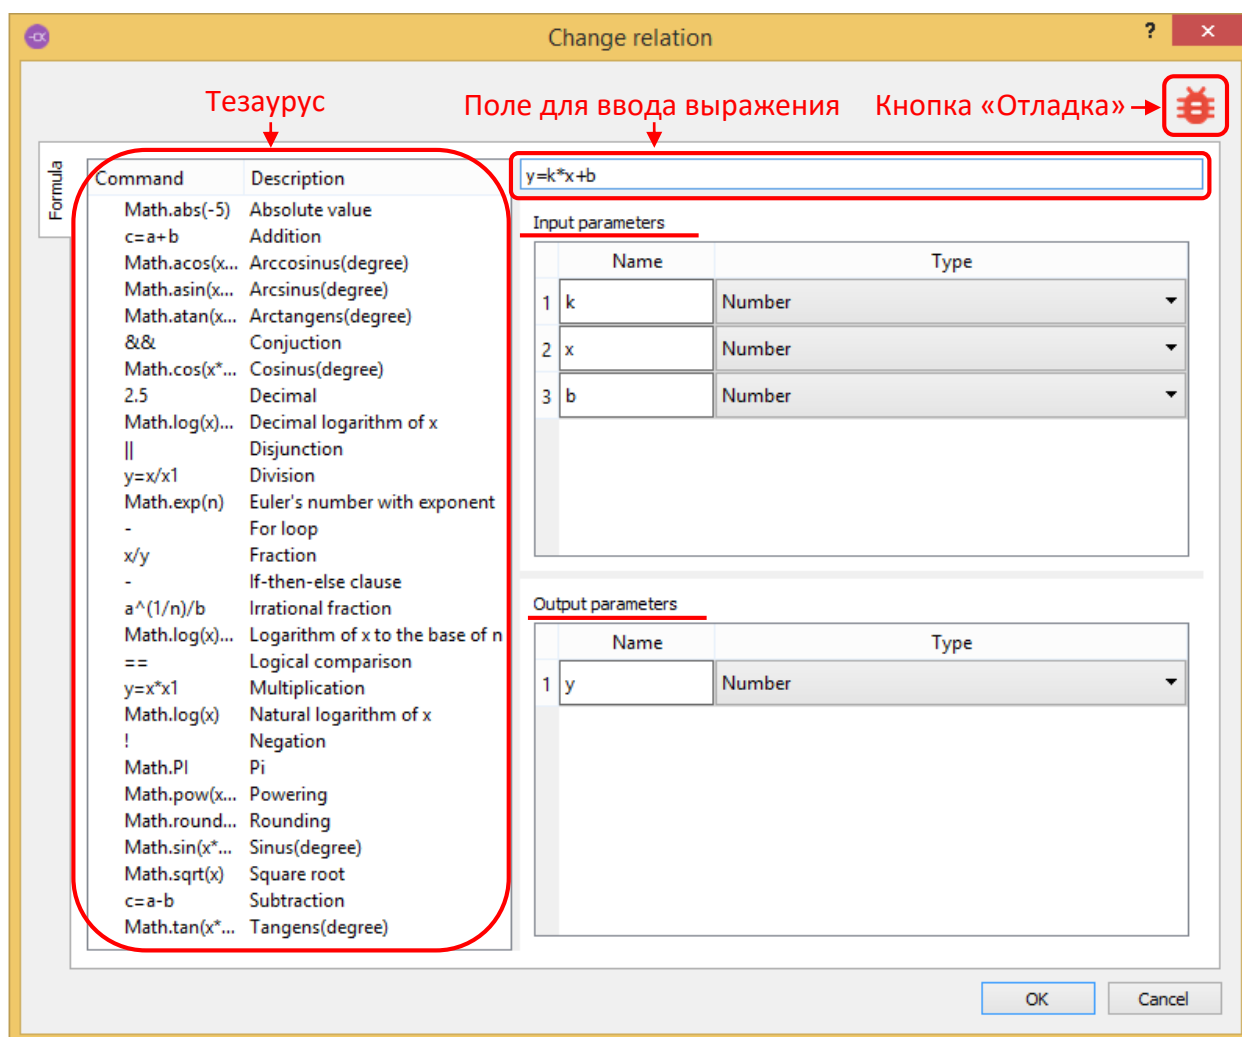 Change relation
?
×
Тезаурус
Поле для ввода выражения
Кнопка «Отладка»
Formula
Command Description
Math.abs(-5) Absolute value
c=a+b Addition
Math.acos(x... Arccosinus(degree)
Math.asin(x... Arcsinus(degree)
Math.atan(x... Arctangens(degree)
&& Conjuction
Math.cos(x*... Cosinus(degree)
2.5 Decimal
Math.log(x)... Decimal logarithm of x
|| Disjunction
y=x/x1 Division
Math.exp(n) Euler's number with exponent
- For loop
x/y Fraction
- If-then-else clause
a^(1/n)/b Irrational fraction
Math.log(x)... Logarithm of x to the base of n
== Logical comparison
y=x*x1 Multiplication
Math.log(x) Natural logarithm of x
! Negation
Math.PI Pi
Math.pow(x... Powering
Math.round... Rounding
Math.sin(x*... Sinus(degree)
Math.sqrt(x) Square root
c=a-b Subtraction
Math.tan(x*... Tangens(degree)
y=k*x+b
Input parameters
Name Type
1 k Number
2 x Number
3 b Number
Output parameters
Name Type
1 y Number
OK Cancel